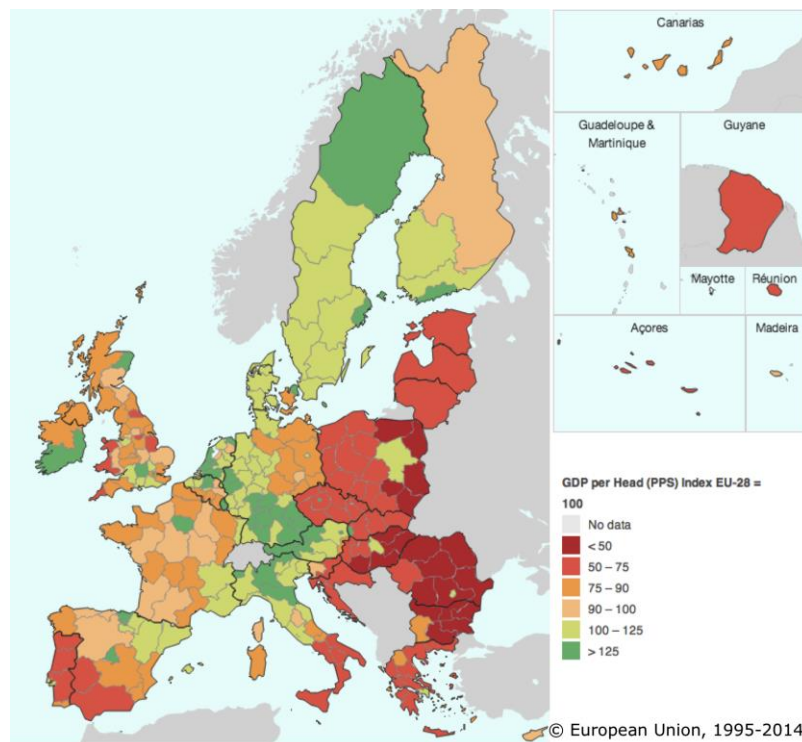 Canarias
Guadeloupe &
Martinique
Guyane
Mayotte
Réunion
Açores
Madeira
GDP per Head (PPS) Index EU-28 =
100
No data
< 50
50 – 75
75 – 90
90 – 100
100 – 125
> 125
© European Union, 1995-2014